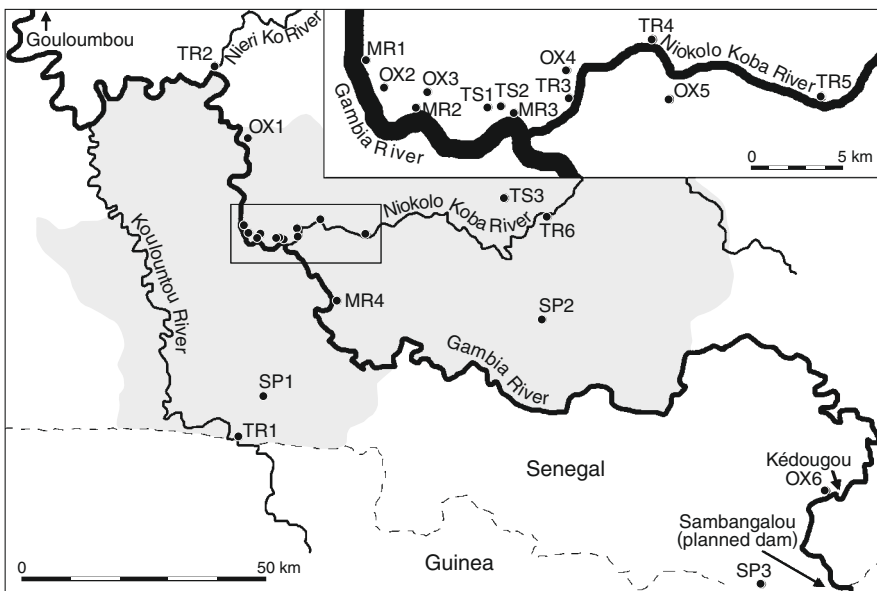 Gouloumbou
TR2
Nieri Ko River
OX1
MR1
OX2
OX3
MR2
TS1
TS2
MR3
OX4
TR3
TR4
Niokolo Koba River
OX5
TR5
Gambia River
0 5 km
TS3
Niokolo Koba River
TR6
Koulountou River
MR4
SP2
Gambia River
SP1
TR1
Senegal
Kédougou
OX6
Sambangalou
(planned dam)
Guinea
SP3
0 50 km